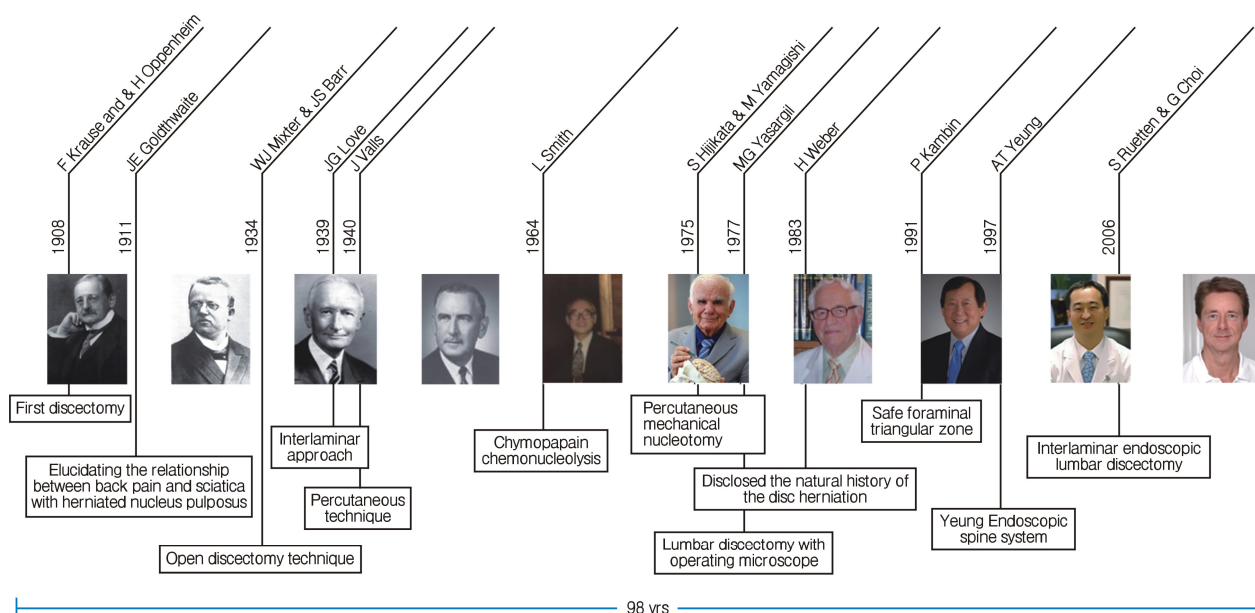 F Krause and & H Oppenheim
JE Goldthwaite
WJ Mixter & JS Barr
JG Love
J Valls
L Smith
S Hijikata & M Yamagishi
MG Yasargil
H Weber
P Kambin
AT Yeung
S Ruetten & G Choi
1908
1911
1934
1939
1940
1964
1975
1977
1983
1991
1997
2006
First discectomy
Elucidating the relationship
between back pain and sciatica
with herniated nucleus pulposus
Open discectomy technique
Interlaminar
approach
Percutaneous
technique
Chymopapain
chemonucleolysis
Percutaneous
mechanical
nucleotomy
Lumbar discectomy with
operating microscope
Disclosed the natural history of
the disc herniation
Safe foraminal
triangular zone
Yeung Endoscopic
spine system
Interlaminar endoscopic
lumbar discectomy
98 yrs